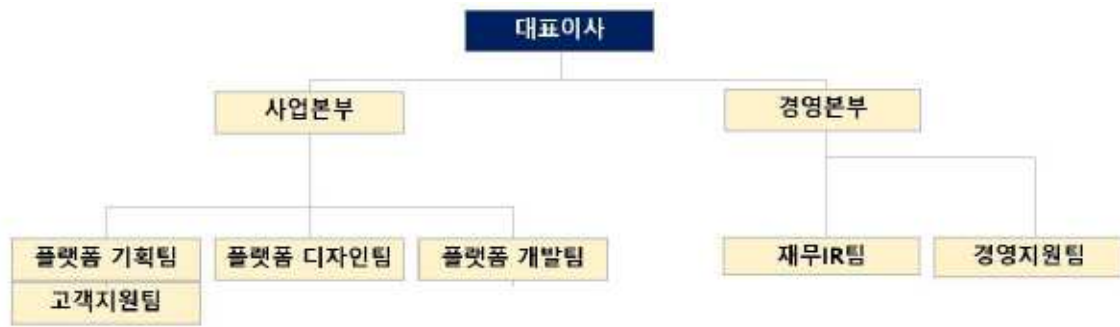 대표이사
사업본부
경영본부
플랫폼 기획팀
플랫폼 디자인팀
플랫폼 개발팀
재무IR팀
경영지원팀
고객지원팀